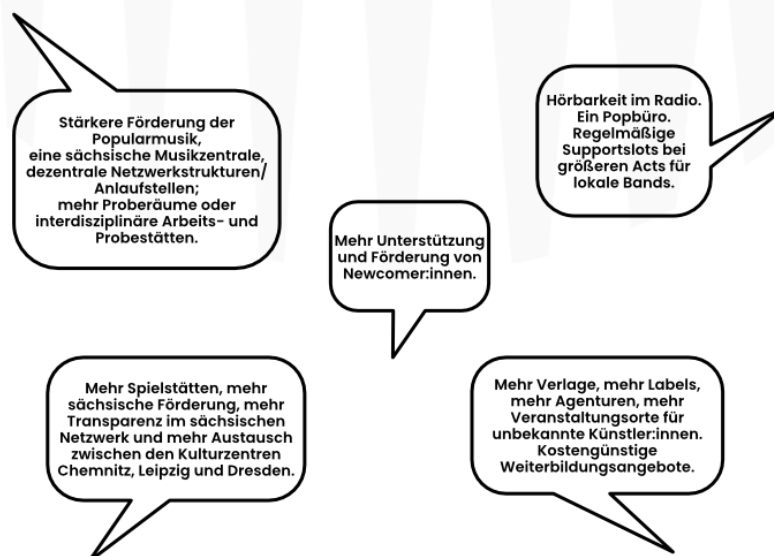 Stärkere Förderung der
Popularmusik,
eine sächsische Musikzentrale,
dezentrale Netzwerkstrukturen/
Anlaufstellen;
mehr Proberäume oder
interdisziplinäre Arbeits- und
Probestätten.
Hörbarkeit im Radio.
Ein Popbüro.
Regelmäßige
Supportslots bei
größeren Acts für
lokale Bands.
Mehr Unterstützung
und Förderung von
Newcomer:innen.
Mehr Spielstätten, mehr
sächsische Förderung, mehr
Transparenz im sächsischen
Netzwerk und mehr Austausch
zwischen den Kulturzentren
Chemnitz, Leipzig und Dresden.
Mehr Verlage, mehr Labels,
mehr Agenturen, mehr
Veranstaltungsorte für
unbekannte Künstler:innen.
Kostengünstige
Weiterbildungsangebote.